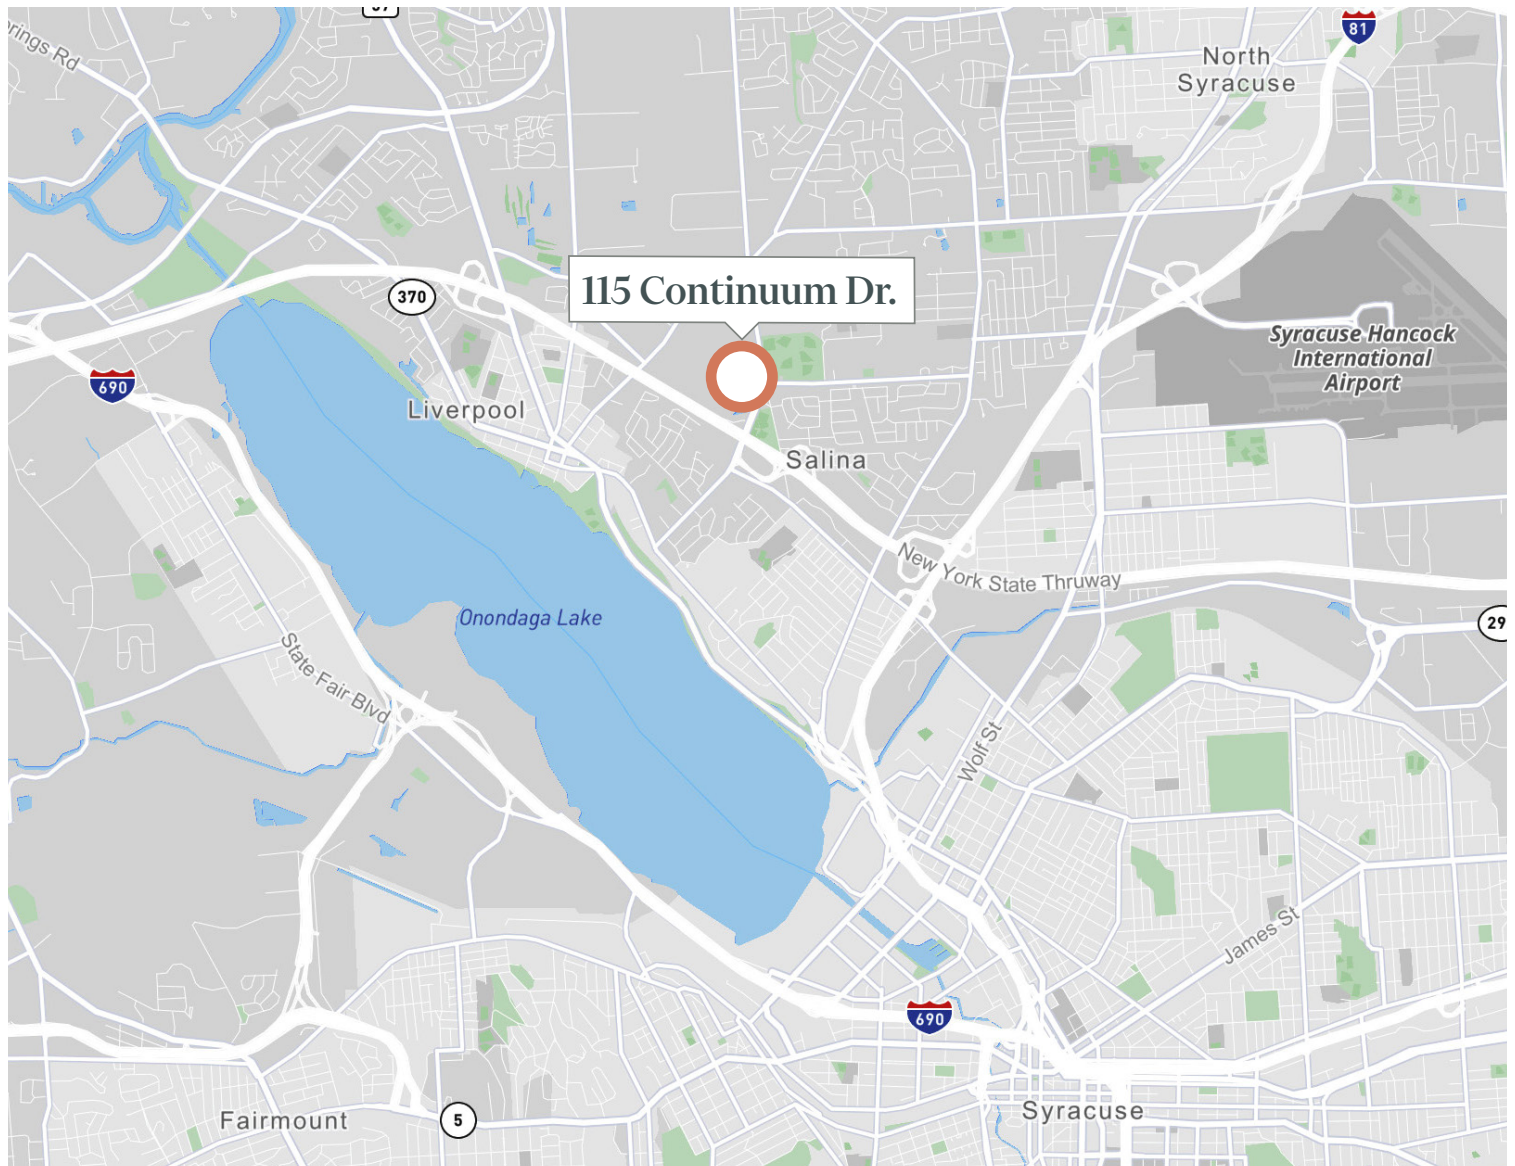 rings Rd
81
North
Syracuse
370
115 Continuum Dr.
Syracuse Hancock
International
Airport
690
Liverpool
Salina
New York State Thruway
Onondaga Lake
29
State Fair Blvd
Wolf St
James St
690
Fairmount
5
Syracuse